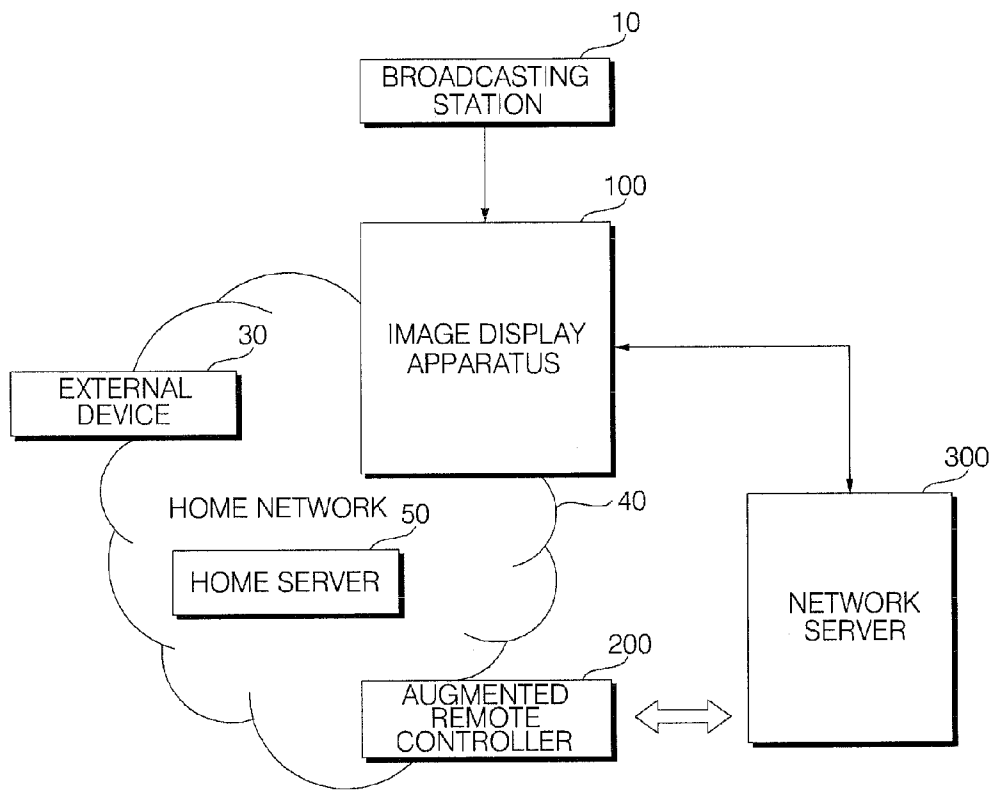 10
BROADCASTING
STATION
100
IMAGE DISPLAY
APPARATUS
30
EXTERNAL
DEVICE
300
HOME NETWORK
50
40
HOME SERVER
NETWORK
SERVER
200
AUGMENTED
REMOTE
CONTROLLER